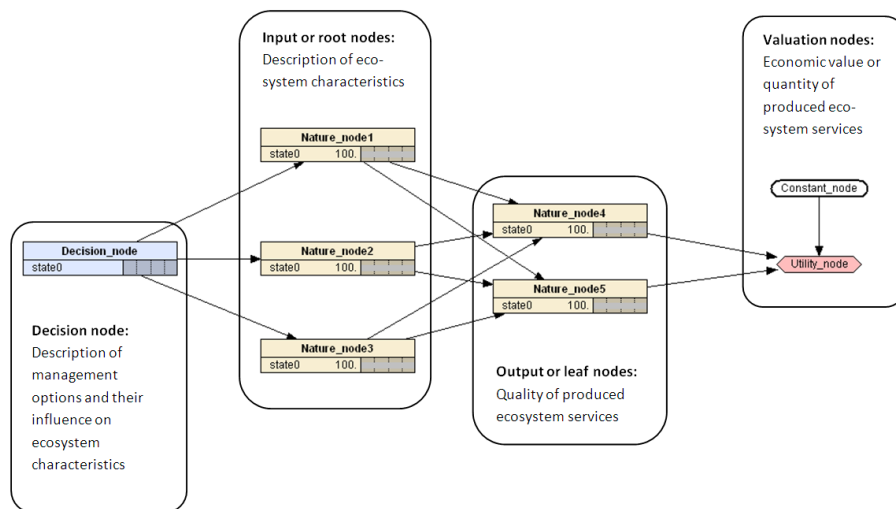 Input or root nodes:
Description of eco-
system characteristics
Nature_node1
state0 100.
Nature_node2
state0 100.
Nature_node3
state0 100.
Decision_node
state0
Decision node:
Description of
management
options and their
influence on
ecosystem
characteristics
Nature_node4
state0 100.
Nature_node5
state0 100.
Output or leaf nodes:
Quality of produced
ecosystem services
Valuation nodes:
Economic value or
quantity of
produced eco-
system services
Constant_node
Utility_node